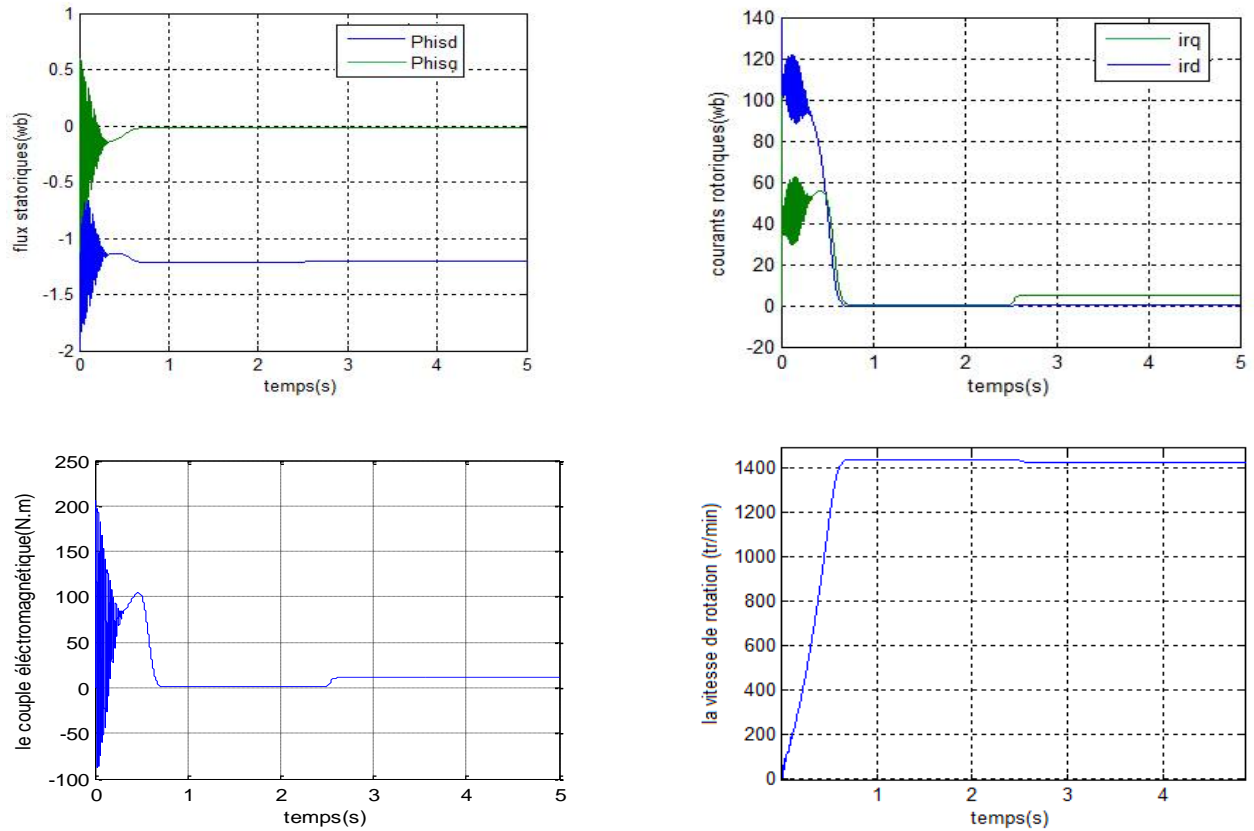 1
0.5
0
-0.5
-1
-1.5
-2
0 1 2 3 4 5
flux statoriques(wb)
temps(s)
Phisd
Phisq
140
120
100
80
60
40
20
0
-20
0 1 2 3 4 5
courants rotoriques(wb)
temps(s)
irq
ird
250
200
150
100
50
0
-50
-100
0 1 2 3 4 5
le couple éléctromagnétique(N.m)
temps(s)
1400
1200
1000
800
600
400
200
0
0 1 2 3 4
la vitesse de rotation (tr/min)
temps(s)